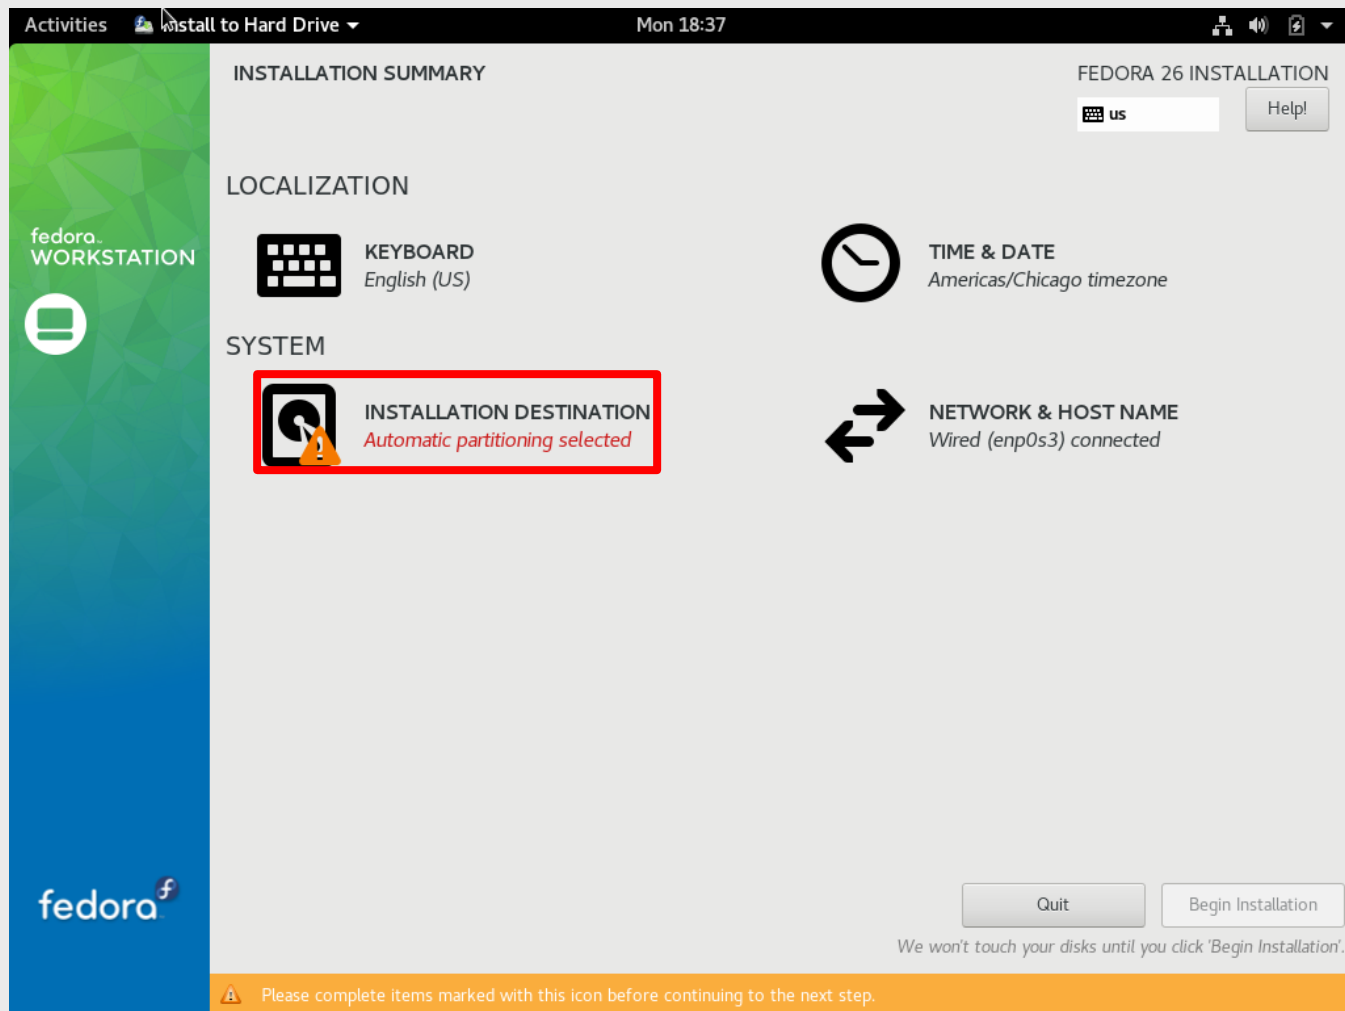 Activities Install to Hard Drive Mon 18:37
INSTALLATION SUMMARY
FEDORA 26 INSTALLATION
us
Help!
fedora™
WORKSTATION
LOCALIZATION
KEYBOARD
English (US)
TIME & DATE
Americas/Chicago timezone
SYSTEM
INSTALLATION DESTINATION
Automatic partitioning selected
NETWORK & HOST NAME
Wired (enp0s3) connected
fedora
Quit
Begin Installation
We won't touch your disks until you click 'Begin Installation'.
Please complete items marked with this icon before continuing to the next step.